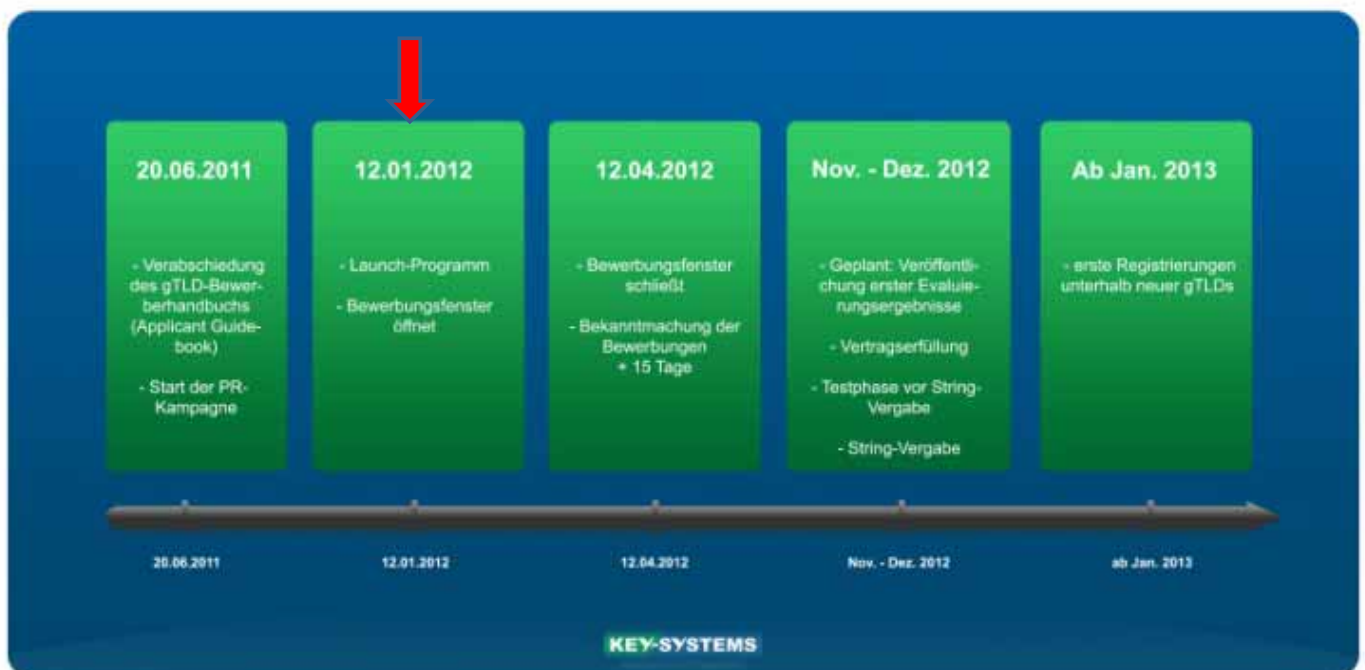 20.06.2011
- Verabschiedung
des gTLD-Bewer-
berhandbuchs
(Applicant Guide-
book)
- Start der PR-
Kampagne
12.01.2012
- Launch-Programm
- Bewerbungsfenster
öffnet
12.04.2012
- Bewerbungsfenster
schließt
- Bekanntmachung der
Bewerbungen
+ 15 Tage
Nov. - Dez. 2012
- Geplant: Veröffentli-
chung erster Evaluie-
rungsergebnisse
- Vertragserfüllung
- Testphase vor String-
Vergabe
- String-Vergabe
Ab Jan. 2013
- erste Registrierungen
unterhalb neuer gTLDs
20.06.2011
12.01.2012
12.04.2012
Nov. - Dez. 2012
ab Jan. 2013
KEY-SYSTEMS